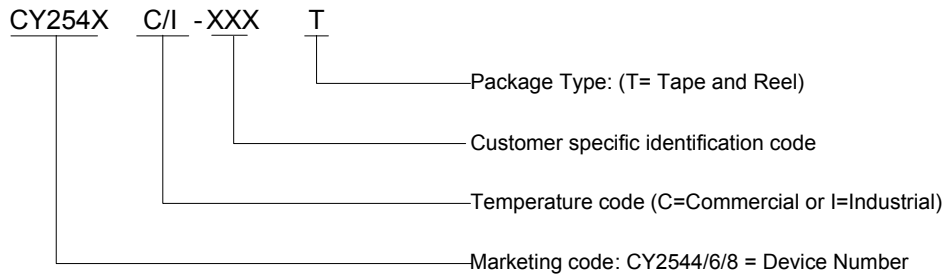 CY254X C/I -XXX T
Package Type: (T= Tape and Reel)
Customer specific identification code
Temperature code (C=Commercial or I=Industrial)
Marketing code: CY2544/6/8 = Device Number